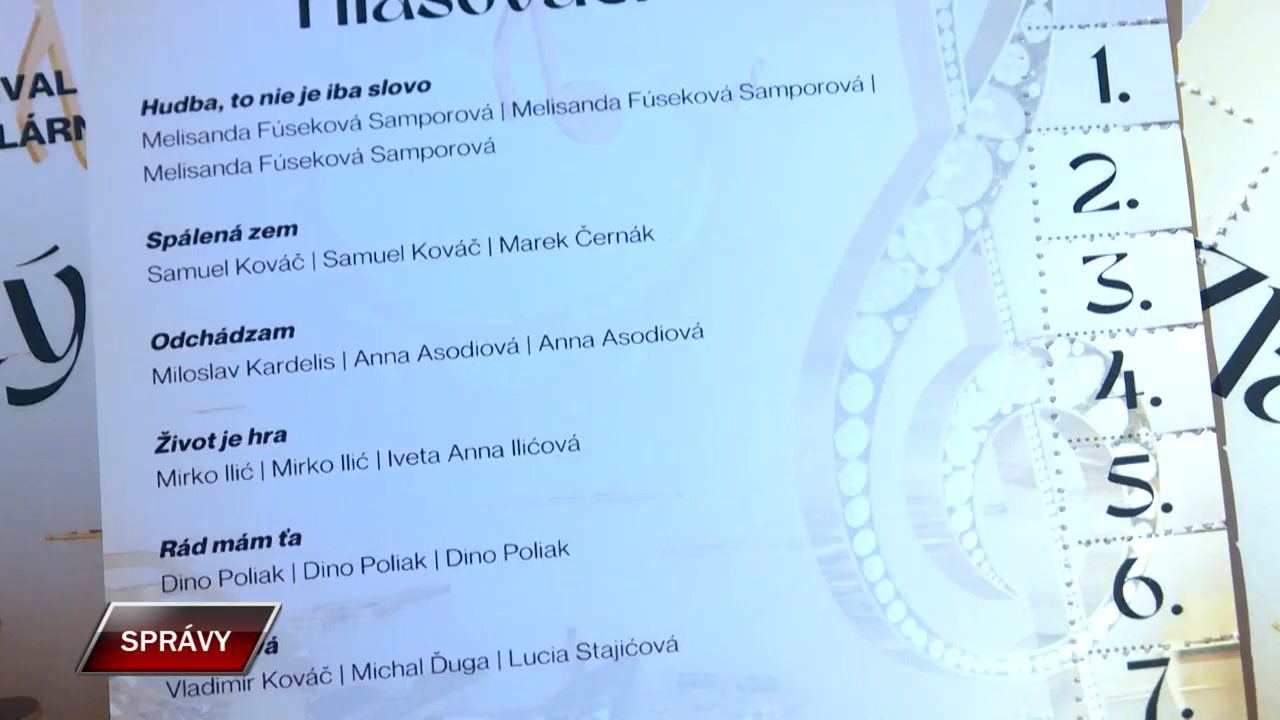 VAL
LÁRN
ý
Hudba, to nie je iba slovo
Melisanda Fúseková Samporová | Melisanda Fúseková Samporová |
Melisanda Fúseková Samporová
Spálená zem
Samuel Kováč | Samuel Kováč | Marek Černák
Odchádzam
Miloslav Kardelis | Anna Asodiová | Anna Asodiová
Život je hra
Mirko Ilić | Mirko Ilić | Iveta Anna Ilićová
Rád mám ťa
Dino Poliak | Dino Poliak | Dino Poliak
Vladimír Kováč | Michal Ďuga | Lucia Stajićová
1.
2.
3.
4.
5.
6.
7.
SPRÁVY